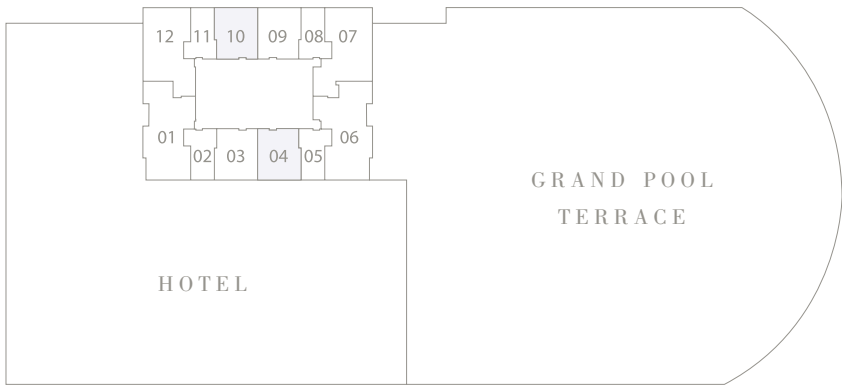 12 11 10 09 08 07
01 06
02 03 04 05
GRAND POOL
TERRACE
HOTEL